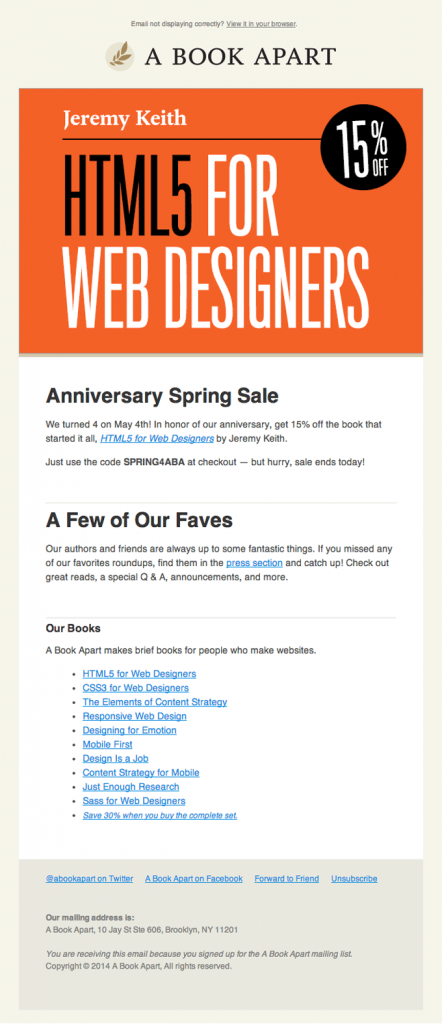 Email not displaying correctly? View it in your browser.
A BOOK APART
Jeremy Keith
15% OFF
HTML5 FOR
WEB DESIGNERS
Anniversary Spring Sale
We turned 4 on May 4th! In honor of our anniversary, get 15% off the book that
started it all, HTML5 for Web Designers by Jeremy Keith.
Just use the code SPRING4ABA at checkout — but hurry, sale ends today!
A Few of Our Faves
Our authors and friends are always up to some fantastic things. If you missed any
of our favorites roundups, find them in the press section and catch up! Check out
great reads, a special Q & A, announcements, and more.
Our Books
A Book Apart makes brief books for people who make websites.
• HTML5 for Web Designers
• CSS3 for Web Designers
• The Elements of Content Strategy
• Responsive Web Design
• Designing for Emotion
• Mobile First
• Design Is a Job
• Content Strategy for Mobile
• Just Enough Research
• Sass for Web Designers
• Save 30% when you buy the complete set.
@abookapart on Twitter A Book Apart on Facebook Forward to Friend Unsubscribe
Our mailing address is:
A Book Apart, 10 Jay St Ste 606, Brooklyn, NY 11201
You are receiving this email because you signed up for the A Book Apart mailing list.
Copyright © 2014 A Book Apart, All rights reserved.